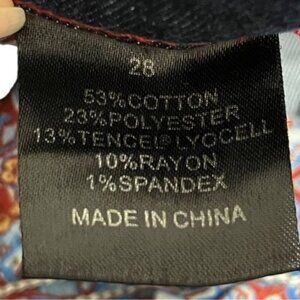 28
53%COTTON
23%POLYESTER
13%TENCEL LYOCELL
10%RAYON
1%SPANDEX
MADE IN CHINA